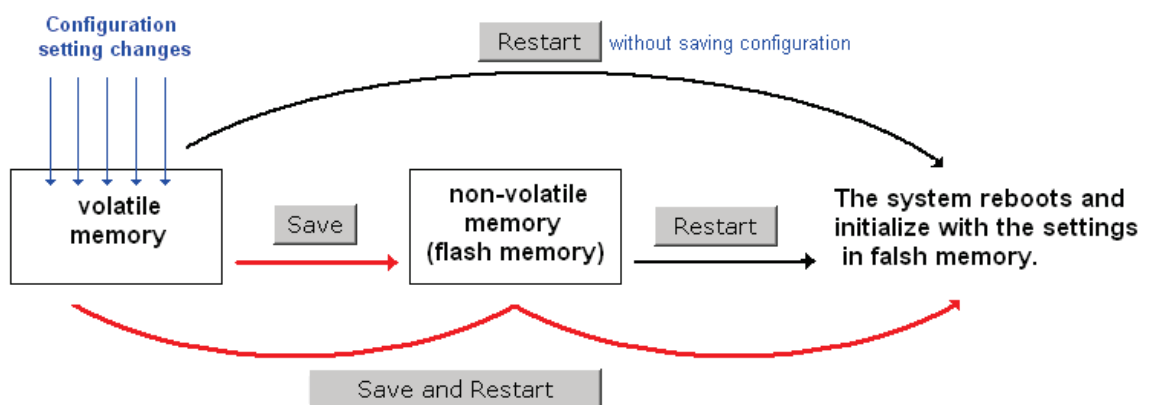 Configuration
setting changes
Restart
without saving configuration
volatile
memory
Save
non-volatile
memory
(flash memory)
Restart
The system reboots and
initialize with the settings
in falsh memory.
Save and Restart